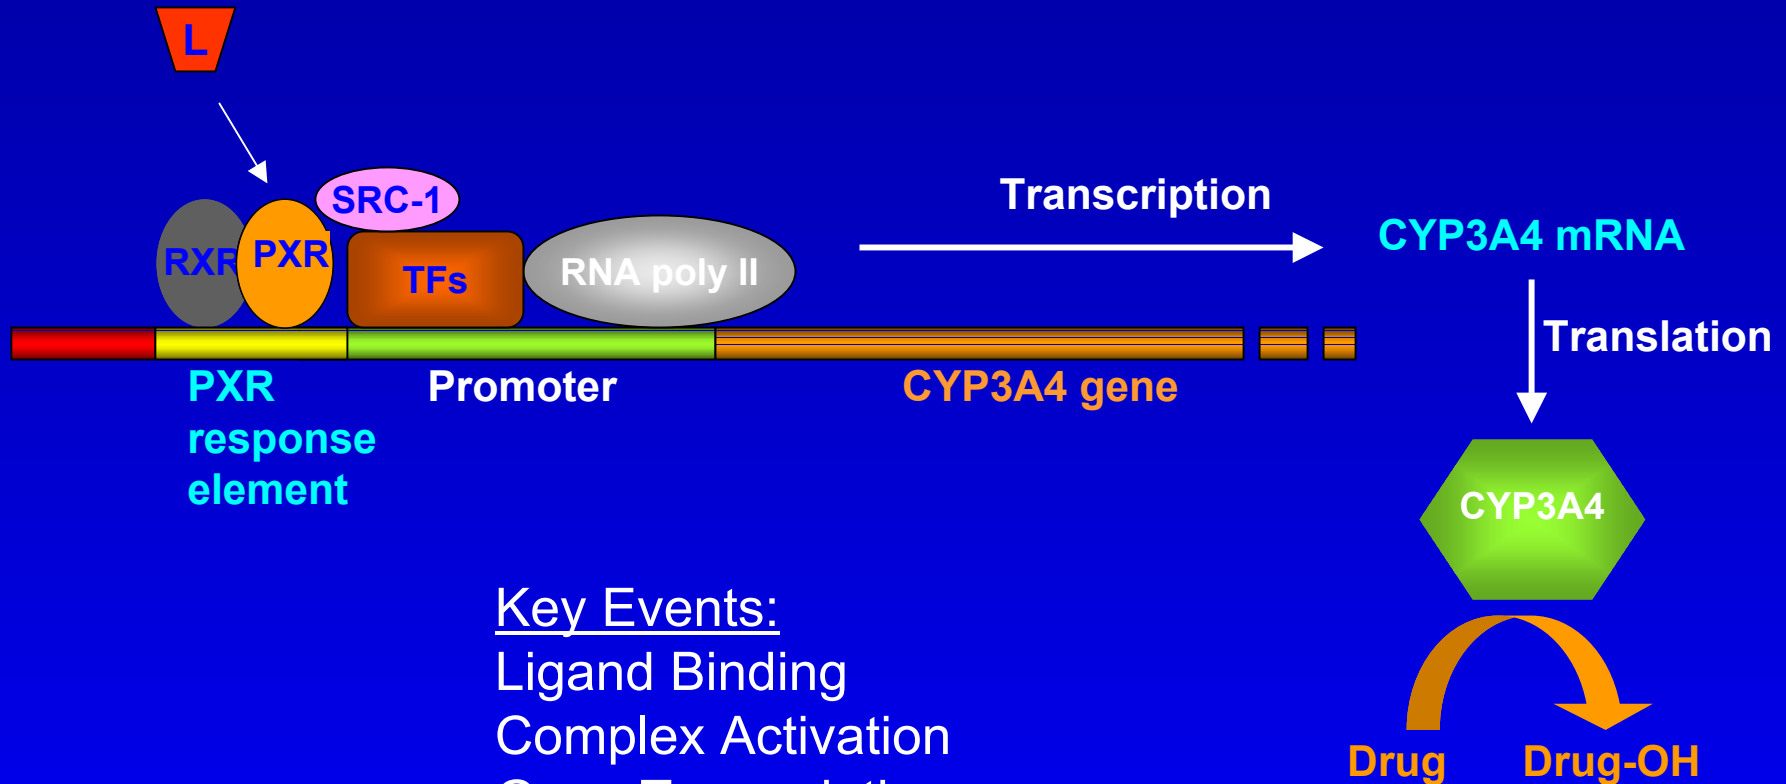 L
SRC-1
RXR
PXR
TFs
RNA poly II
Transcription
CYP3A4 mRNA
Translation
PXR
response
element
Promoter
CYP3A4 gene
CYP3A4
Key Events:
Ligand Binding
Complex Activation
Drug
Drug-OH